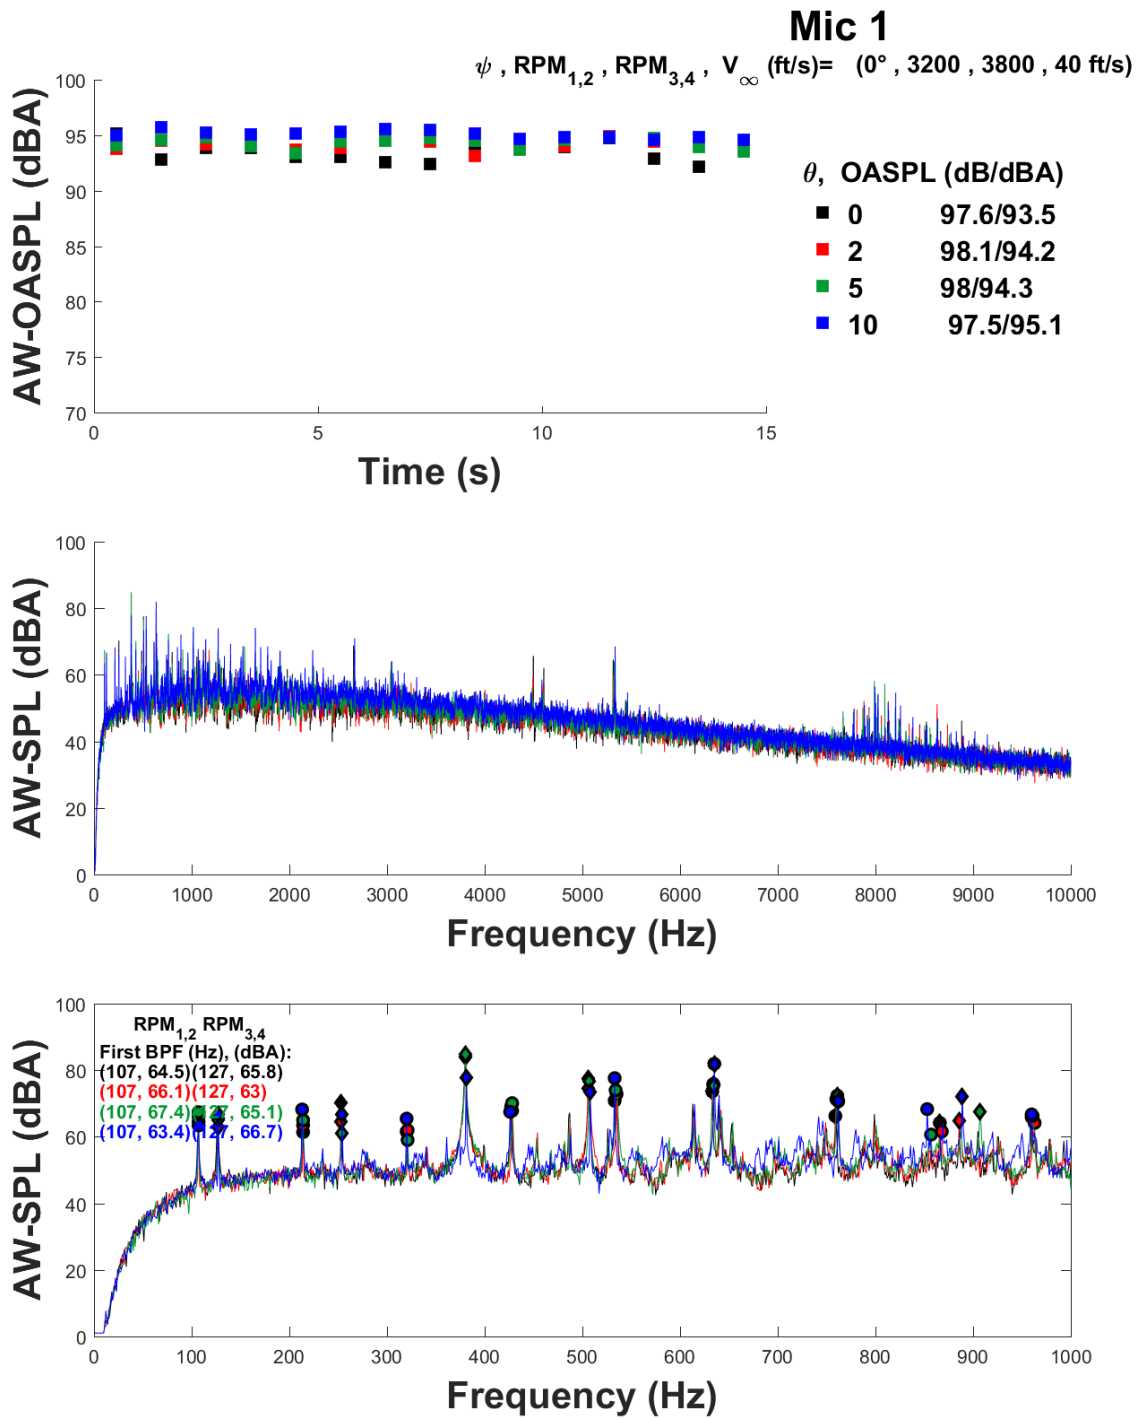 Mic 1
ψ , RPM1,2 , RPM3,4 , V∞ (ft/s)= (0° , 3200 , 3800 , 40 ft/s)
100
95
90
85
80
75
70
AW-OASPL (dBA)
0 5 10 15
Time (s)
θ, OASPL (dB/dBA)
0 97.6/93.5
2 98.1/94.2
5 98/94.3
10 97.5/95.1
100
80
60
40
20
0
AW-SPL (dBA)
0 1000 2000 3000 4000 5000 6000 7000 8000 9000 10000
Frequency (Hz)
100
80
60
40
20
0
AW-SPL (dBA)
RPM1,2 RPM3,4
First BPF (Hz), (dBA):
(107, 64.5)(127, 65.8)
(107, 66.1)(127, 63)
(107, 67.4)(127, 65.1)
(107, 63.4)(127, 66.7)
0 100 200 300 400 500 600 700 800 900 1000
Frequency (Hz)